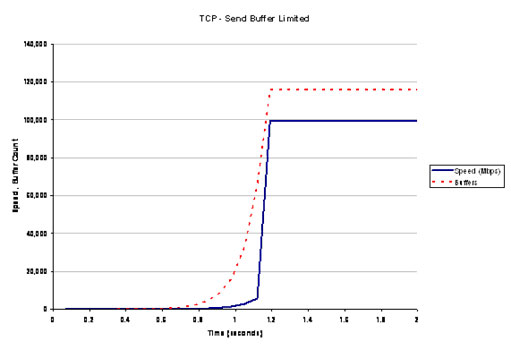 TCP - Send Buffer Limited
140,000
120,000
100,000
80,000
60,000
40,000
20,000
0
Speed, Buffer Count
0 0.2 0.4 0.6 0.8 1 1.2 1.4 1.6 1.8 2
Time (seconds)
Speed (Mbps)
Buffers